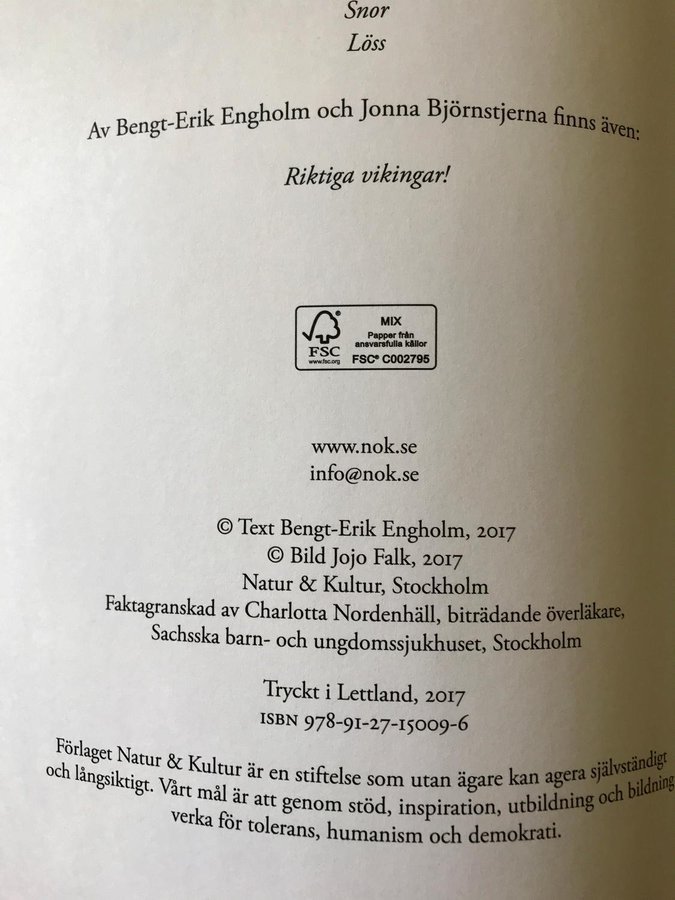 Snor
Löss
Av Bengt-Erik Engholm och Jonna Björnstjerna finns även:
Riktiga vikingar!
FSC
www.fsc.org
MIX
Papper från
ansvarsfulla källor
FSC® C002795
www.nok.se
info@nok.se
© Text Bengt-Erik Engholm, 2017
© Bild Jojo Falk, 2017
Natur & Kultur, Stockholm
Faktagranskad av Charlotta Nordenhäll, biträdande överläkare,
Sachsska barn- och ungdomssjukhuset, Stockholm
Tryckt i Lettland, 2017
ISBN 978-91-27-15009-6
Förlaget Natur & Kultur är en stiftelse som utan ägare kan agera självständigt
och långsiktigt. Vårt mål är att genom stöd, inspiration, utbildning och bildning
verka för tolerans, humanism och demokrati.